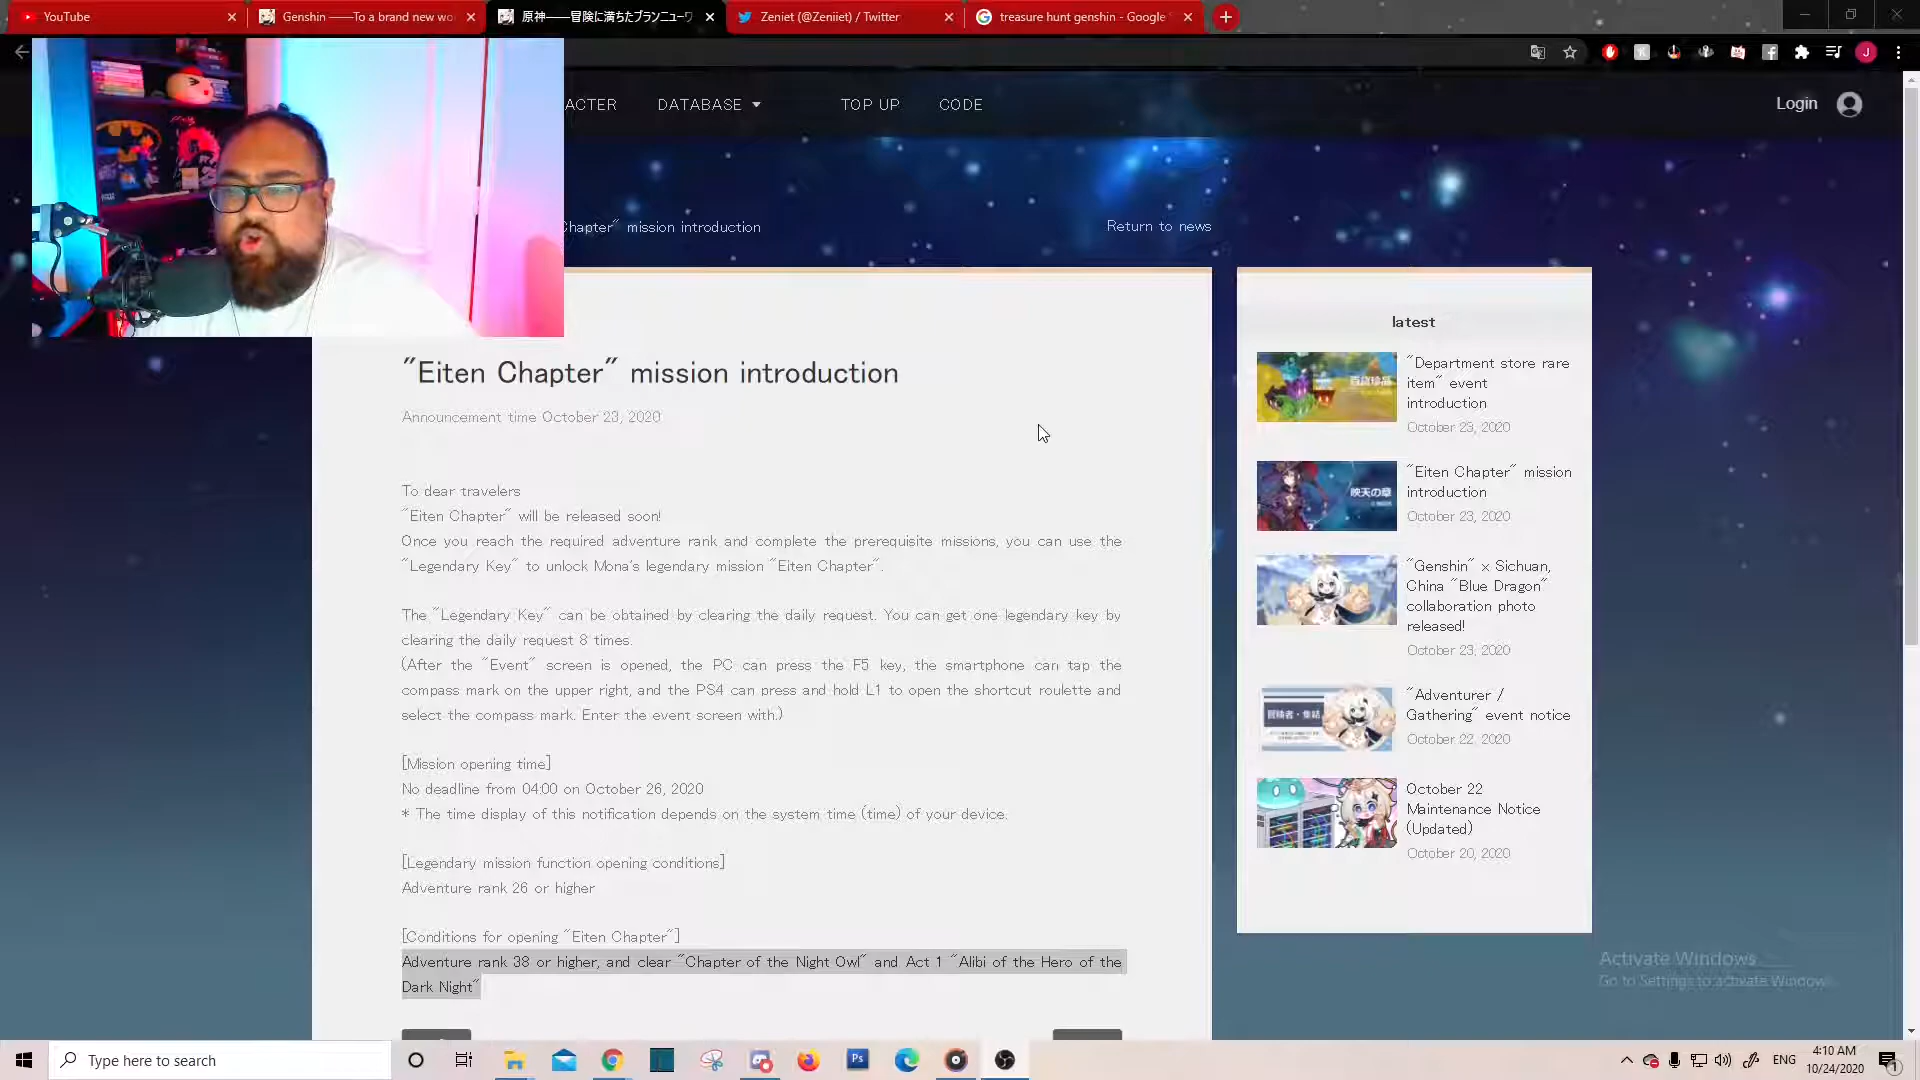 YouTube
Genshin ——To a brand new wo
原神——冒険に満ちたブランニューワ
Zeniet (@Zeniiet) / Twitter
treasure hunt genshin - Google
ACTER
DATABASE
TOP UP
CODE
Login
Chapter" mission introduction
Return to news
"Eiten Chapter" mission introduction
Announcement time October 23, 2020
To dear travelers
"Eiten Chapter" will be released soon!
Once you reach the required adventure rank and complete the prerequisite missions, you can use the
"Legendary Key" to unlock Mona's legendary mission "Eiten Chapter".
The "Legendary Key" can be obtained by clearing the daily request. You can get one legendary key by
clearing the daily request 8 times.
(After the "Event" screen is opened, the PC can press the F5 key, the smartphone can tap the
compass mark on the upper right, and the PS4 can press and hold L1 to open the shortcut roulette and
select the compass mark. Enter the event screen with.)
[Mission opening time]
No deadline from 04:00 on October 26, 2020
* The time display of this notification depends on the system time (time) of your device.
[Legendary mission function opening conditions]
Adventure rank 26 or higher
[Conditions for opening "Eiten Chapter"]
Adventure rank 38 or higher, and clear "Chapter of the Night Owl" and Act 1 "Alibi of the Hero of the
Dark Night"
latest
"Department store rare
item" event
introduction
October 23, 2020
映天の章
"Eiten Chapter" mission
introduction
October 23, 2020
"Genshin" × Sichuan,
China "Blue Dragon"
collaboration photo
released!
October 23, 2020
冒険者・集結
"Adventurer /
Gathering" event notice
October 22, 2020
October 22
Maintenance Notice
(Updated)
October 20, 2020
Activate Windows
Go to Settings to activate Windows.
Type here to search
Ps
ENG
4:10 AM
10/24/2020